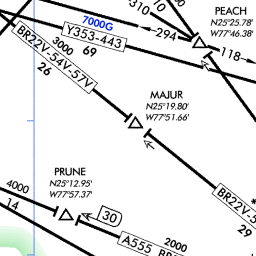 PEACH
N25°25.78'
W77°46.38'
310
294
118
7000G
Y353-443
69
BR22V-54V-57V
3000
26
MAJUR
N25°19.80'
W77°51.66'
PRUNE
N25°12.95'
W77°57.37'
4000
14
30
A555
2000
BR22V-5
29